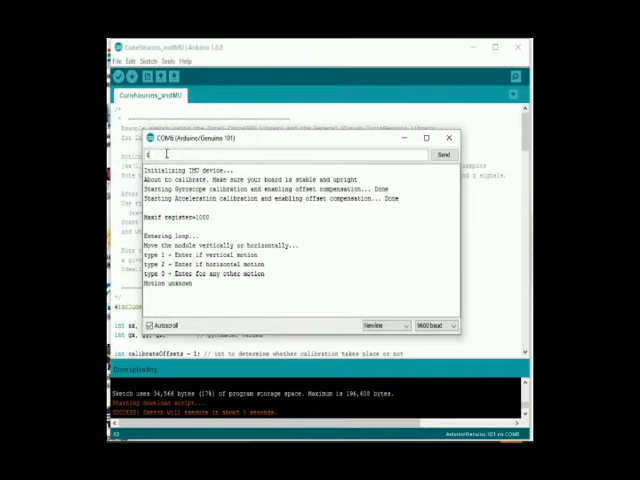 CurieNeurons_andIMU | Arduino 1.6.8
File Edit Sketch Tools Help
CurieNeurons_andIMU
/*
COM6 (Arduino/Genuino 101)
Send
Initializing IMU device...
About to calibrate. Make sure your board is stable and upright
Starting Gyroscope calibration and enabling offset compensation... Done
Starting Acceleration calibration and enabling offset compensation... Done
Maxif register=1000
Entering loop...
Move the module vertically or horizontally...
type 1 + Enter if vertical motion
type 2 + Enter if horizontal motion
type 0 + Enter for any other motion
Motion unknown
Autoscroll
Newline
9600 baud
int calibrateOffsets = 1; // int to determine whether calibration takes place or not
Done uploading
Sketch uses 34,566 bytes (17%) of program storage space. Maximum is 196,608 bytes.
Starting download script...
SUCCESS: Sketch will execute in about 5 seconds.
Arduino/Genuino 101 on COM6